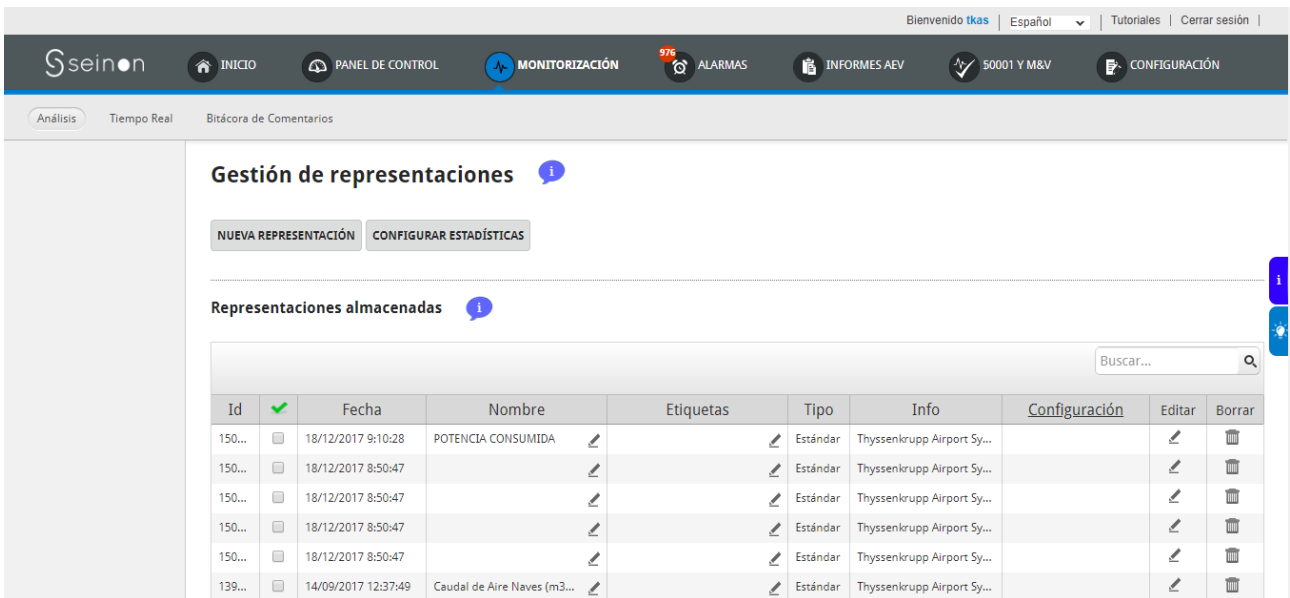 Bienvenido tkas | Español | Tutoriales | Cerrar sesión |
seinon INICIO PANEL DE CONTROL MONITORIZACIÓN 976 ALARMAS INFORMES AEV 50001 Y M&V CONFIGURACIÓN
Análisis Tiempo Real Bitácora de Comentarios
Gestión de representaciones i
NUEVA REPRESENTACIÓN CONFIGURAR ESTADÍSTICAS
i
Representaciones almacenadas i
Buscar...
Id Fecha Nombre Etiquetas Tipo Info Configuración Editar Borrar
150... 18/12/2017 9:10:28 POTENCIA CONSUMIDA Estándar Thyssenkrupp Airport Sy...
150... 18/12/2017 8:50:47 Estándar Thyssenkrupp Airport Sy...
150... 18/12/2017 8:50:47 Estándar Thyssenkrupp Airport Sy...
150... 18/12/2017 8:50:47 Estándar Thyssenkrupp Airport Sy...
150... 18/12/2017 8:50:47 Estándar Thyssenkrupp Airport Sy...
139... 14/09/2017 12:37:49 Caudal de Aire Naves (m3... Estándar Thyssenkrupp Airport Sy...